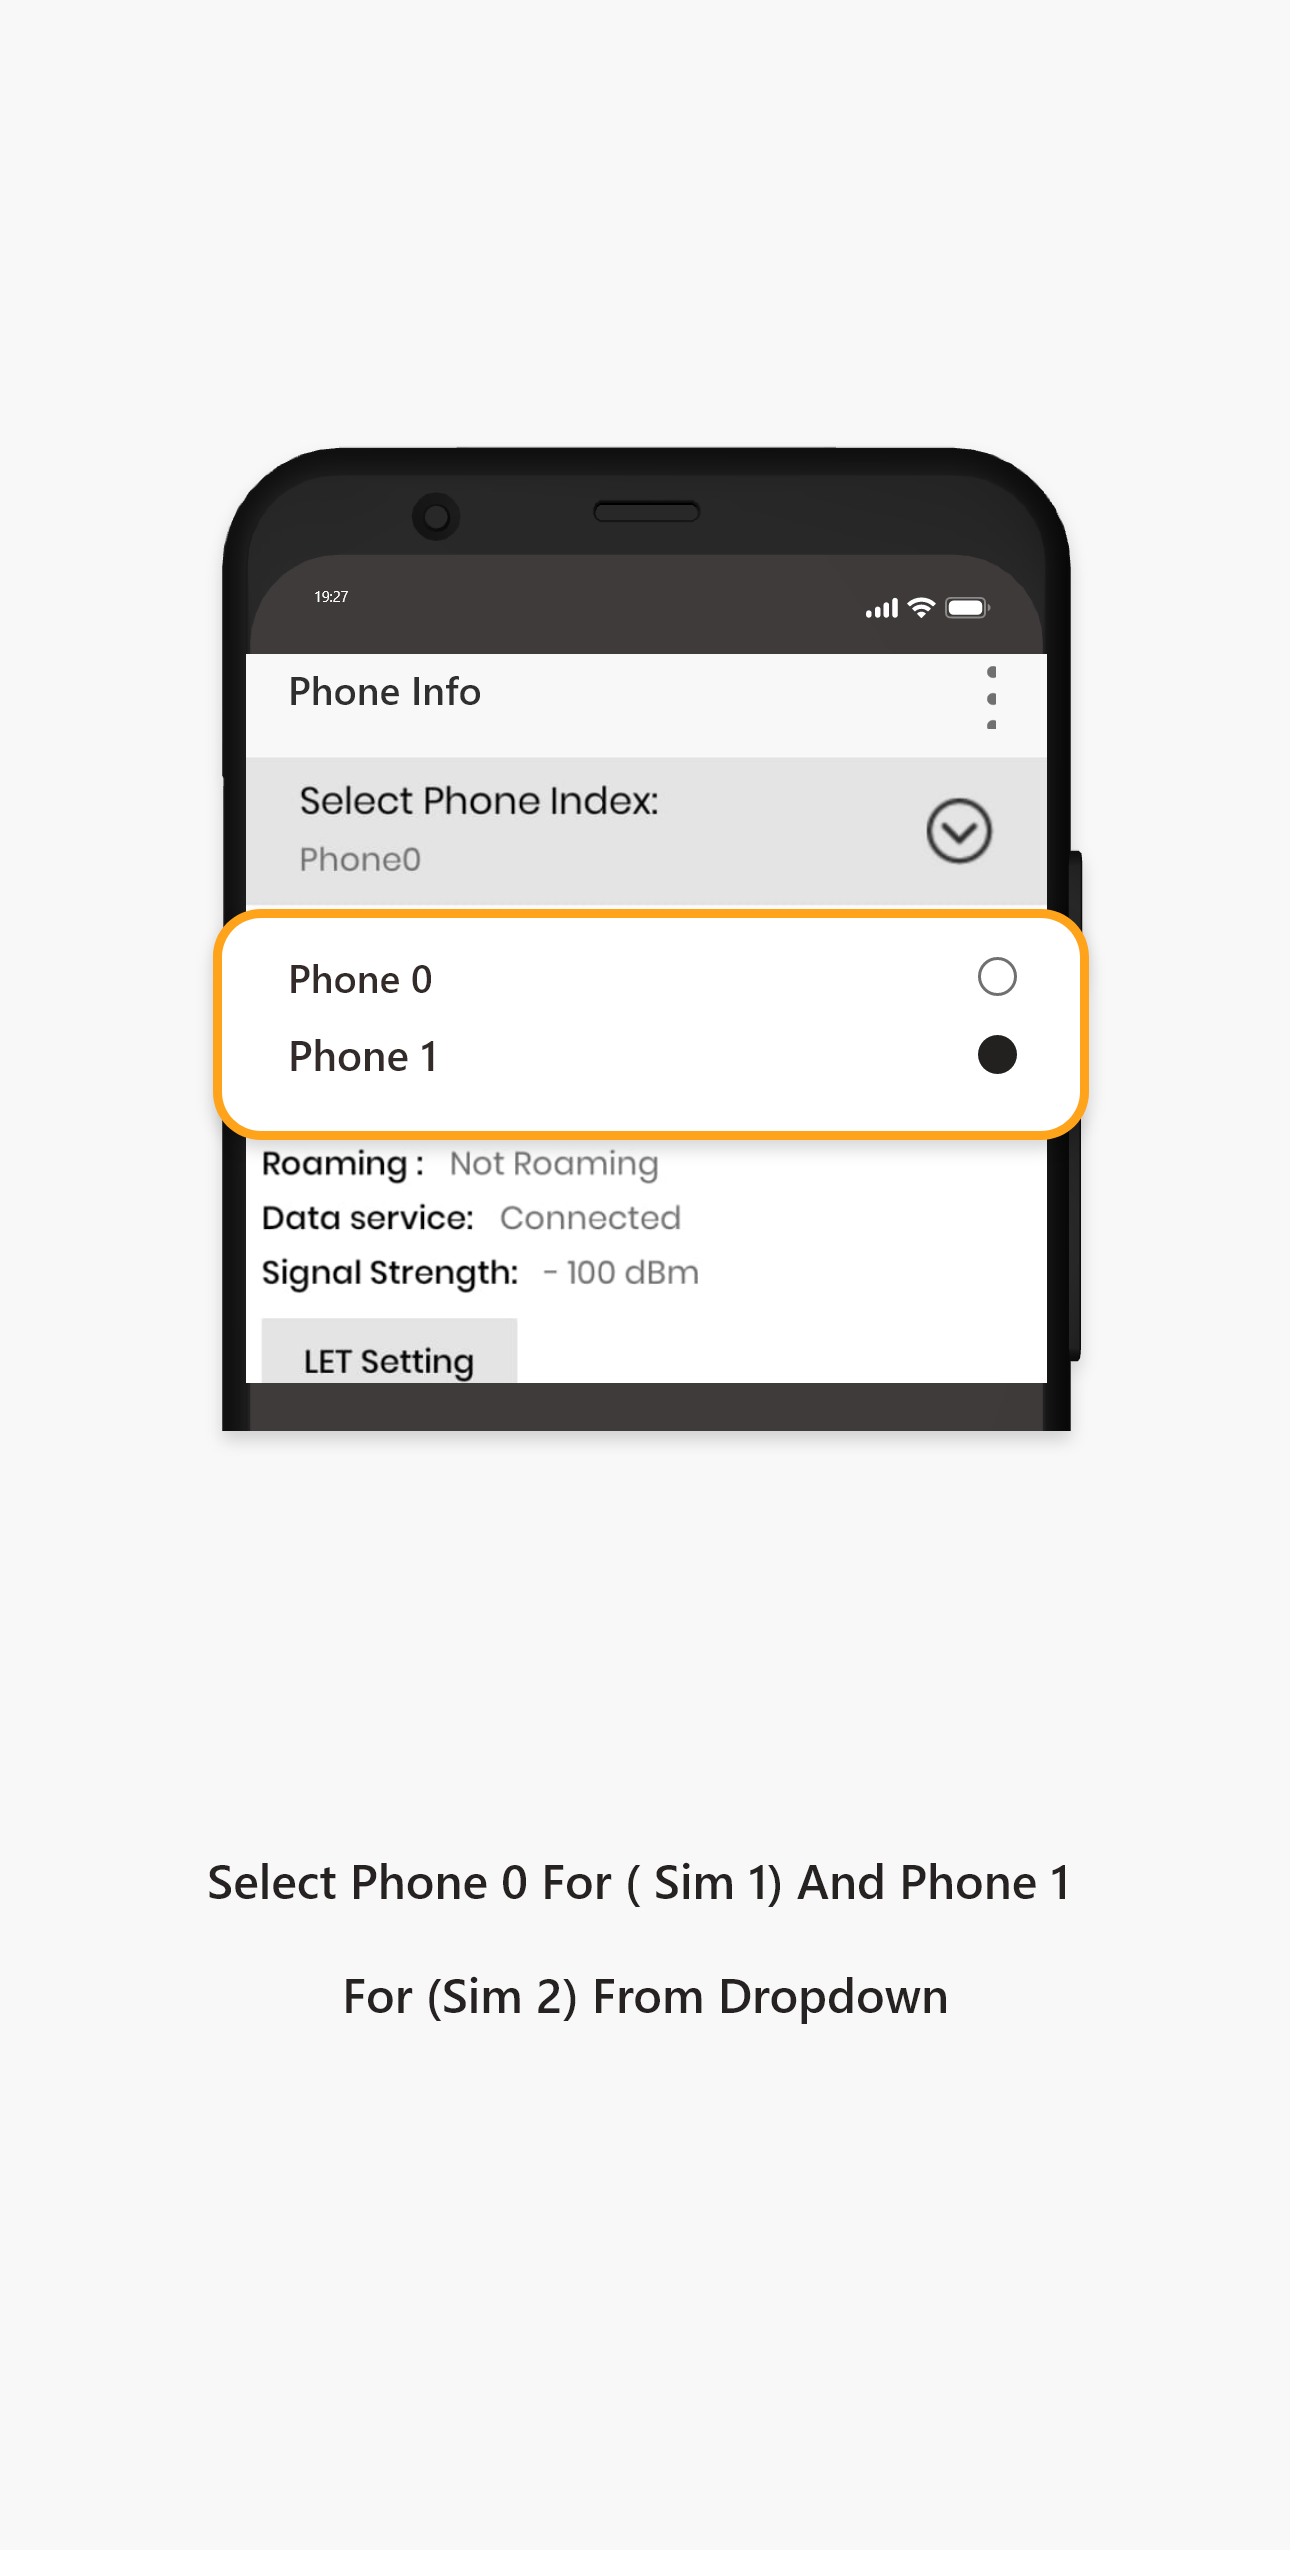 19:27
Phone Info
Select Phone Index:
Phone0
Phone 0
Phone 1
Roaming : Not Roaming
Data service: Connected
Signal Strength: - 100 dBm
LET Setting
Select Phone 0 For ( Sim 1) And Phone 1
For (Sim 2) From Dropdown